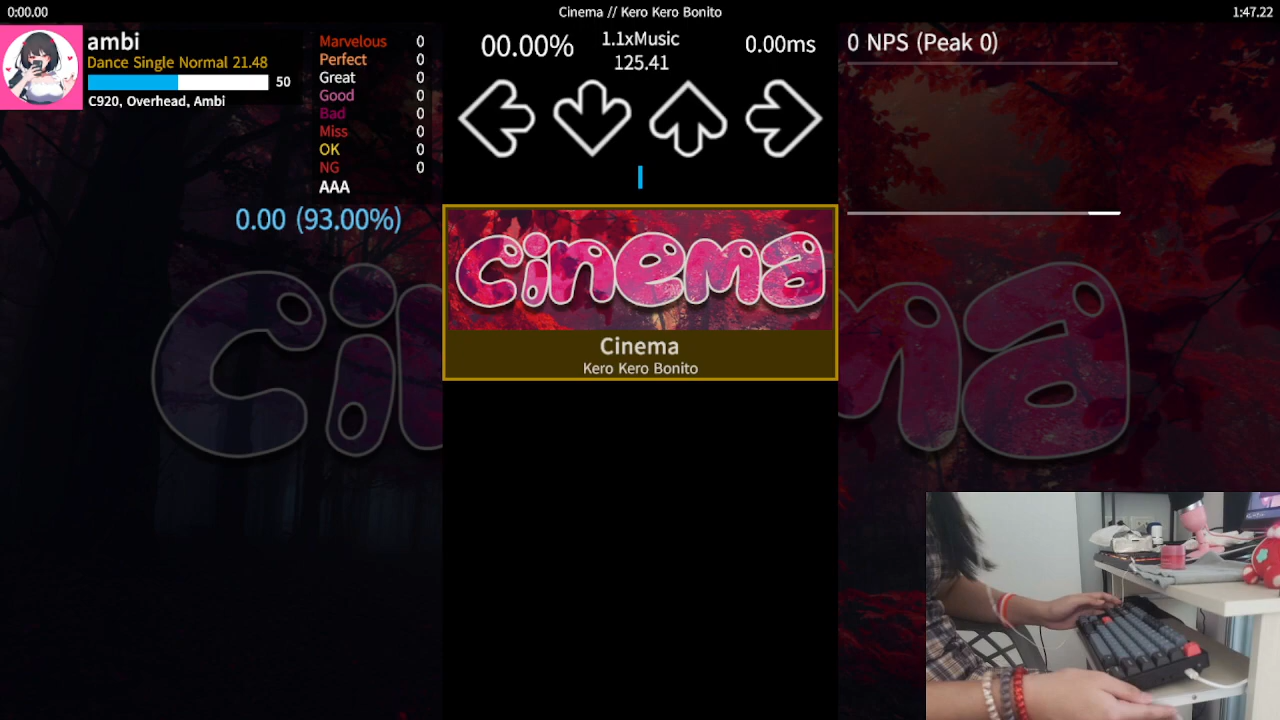 0:00.00
Cinema // Kero Kero Bonito
1:47.22
ambi
Dance Single Normal 21.48
50
C920, Overhead, Ambi
Marvelous 0
Perfect 0
Great 0
Good 0
Bad 0
Miss 0
OK 0
NG 0
AAA
0.00 (93.00%)
00.00%
1.1xMusic
125.41
0.00ms
0 NPS (Peak 0)
cinema
Cinema
Kero Kero Bonito
ci
ma